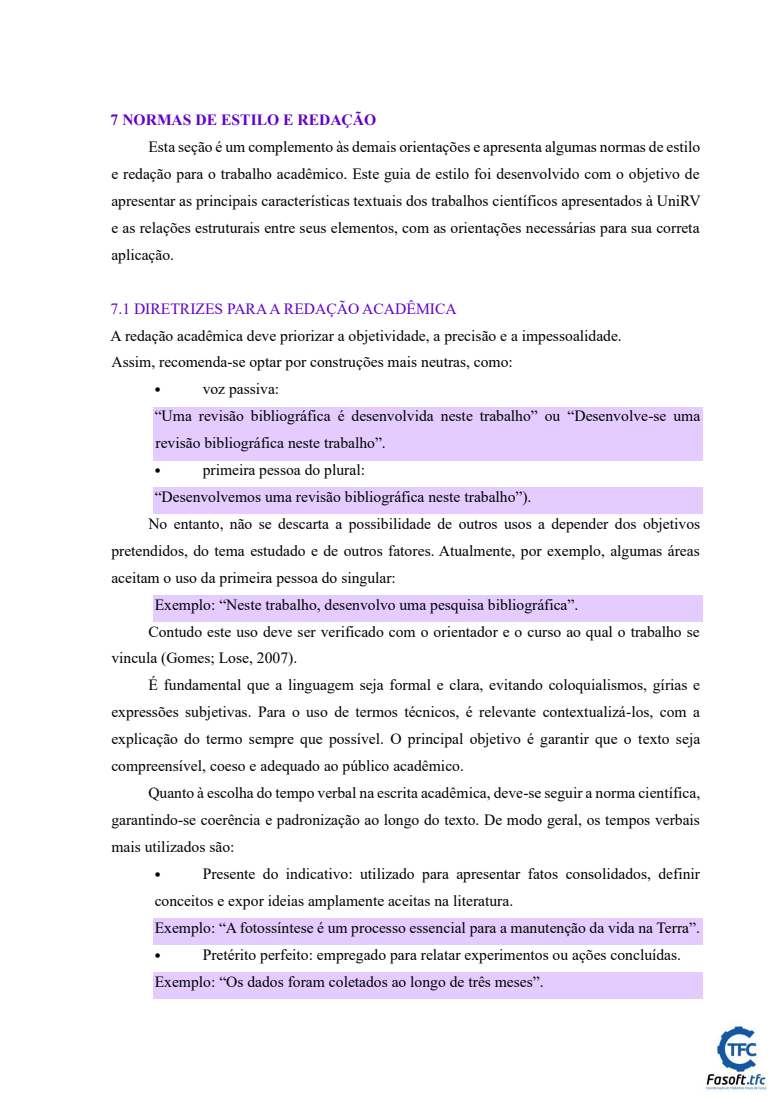 7 NORMAS DE ESTILO E REDAÇÃO
Esta seção é um complemento às demais orientações e apresenta algumas normas de estilo
e redação para o trabalho acadêmico. Este guia de estilo foi desenvolvido com o objetivo de
apresentar as principais características textuais dos trabalhos científicos apresentados à UniRV
e as relações estruturais entre seus elementos, com as orientações necessárias para sua correta
aplicação.
7.1 DIRETRIZES PARA A REDAÇÃO ACADÊMICA
A redação acadêmica deve priorizar a objetividade, a precisão e a impessoalidade.
Assim, recomenda-se optar por construções mais neutras, como:
• voz passiva:
“Uma revisão bibliográfica é desenvolvida neste trabalho” ou “Desenvolve-se uma
revisão bibliográfica neste trabalho”.
• primeira pessoa do plural:
“Desenvolvemos uma revisão bibliográfica neste trabalho”).
No entanto, não se descarta a possibilidade de outros usos a depender dos objetivos
pretendidos, do tema estudado e de outros fatores. Atualmente, por exemplo, algumas áreas
aceitam o uso da primeira pessoa do singular:
Exemplo: “Neste trabalho, desenvolvo uma pesquisa bibliográfica”.
Contudo este uso deve ser verificado com o orientador e o curso ao qual o trabalho se
vincula (Gomes; Lose, 2007).
É fundamental que a linguagem seja formal e clara, evitando coloquialismos, gírias e
expressões subjetivas. Para o uso de termos técnicos, é relevante contextualizá-los, com a
explicação do termo sempre que possível. O principal objetivo é garantir que o texto seja
compreensível, coeso e adequado ao público acadêmico.
Quanto à escolha do tempo verbal na escrita acadêmica, deve-se seguir a norma científica,
garantindo-se coerência e padronização ao longo do texto. De modo geral, os tempos verbais
mais utilizados são:
• Presente do indicativo: utilizado para apresentar fatos consolidados, definir
conceitos e expor ideias amplamente aceitas na literatura.
Exemplo: “A fotossíntese é um processo essencial para a manutenção da vida na Terra”.
• Pretérito perfeito: empregado para relatar experimentos ou ações concluídas.
Exemplo: “Os dados foram coletados ao longo de três meses”.
TFC
Fasoft.tfc